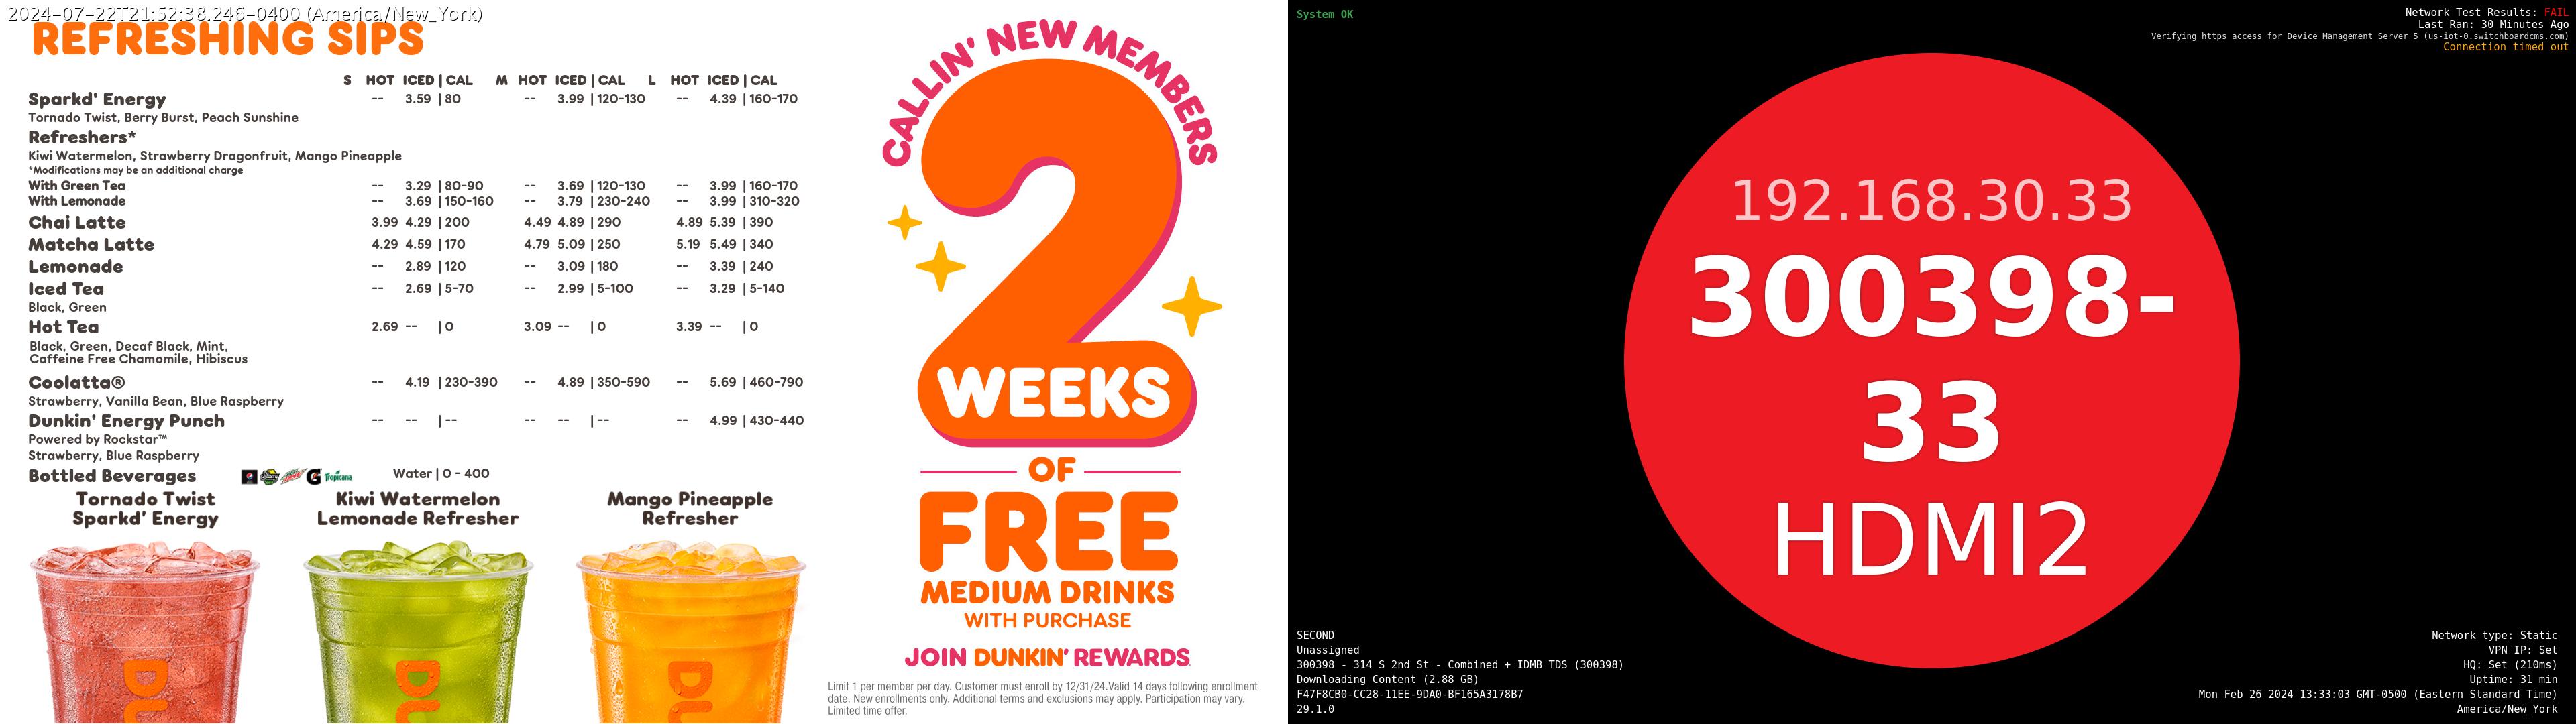 2024-07-22T21:52:38.246-0400 (America/New_York)
REFRESHING SIPS
S HOT ICED | CAL M HOT ICED | CAL L HOT ICED | CAL
Sparkd' Energy -- 3.59 | 80 -- 3.99 | 120-130 -- 4.39 | 160-170
Tornado Twist, Berry Burst, Peach Sunshine
Refreshers*
Kiwi Watermelon, Strawberry Dragonfruit, Mango Pineapple
*Modifications may be an additional charge
With Green Tea -- 3.29 | 80-90 -- 3.69 | 120-130 -- 3.99 | 160-170
With Lemonade -- 3.69 | 150-160 -- 3.79 | 230-240 -- 3.99 | 310-320
Chai Latte 3.99 4.29 | 200 4.49 4.89 | 290 4.89 5.39 | 390
Matcha Latte 4.29 4.59 | 170 4.79 5.09 | 250 5.19 5.49 | 340
Lemonade -- 2.89 | 120 -- 3.09 | 180 -- 3.39 | 240
Iced Tea -- 2.69 | 5-70 -- 2.99 | 5-100 -- 3.29 | 5-140
Black, Green
Hot Tea 2.69 -- | 0 3.09 -- | 0 3.39 -- | 0
Black, Green, Decaf Black, Mint,
Caffeine Free Chamomile, Hibiscus
Coolatta® -- 4.19 | 230-390 -- 4.89 | 350-590 -- 5.69 | 460-790
Strawberry, Vanilla Bean, Blue Raspberry
Dunkin' Energy Punch -- -- | -- -- -- | -- -- 4.99 | 430-440
Powered by Rockstar™
Strawberry, Blue Raspberry
Bottled Beverages G Tropicana Water | 0 - 400
Tornado Twist
Sparkd' Energy
Kiwi Watermelon
Lemonade Refresher
Mango Pineapple
Refresher
DU
DU
DU
CALLIN' NEW MEMBERS
2
WEEKS
OF
FREE
MEDIUM DRINKS
WITH PURCHASE
JOIN DUNKIN' REWARDS
Limit 1 per member per day. Customer must enroll by 12/31/24.Valid 14 days following enrollment
date. New enrollments only. Additional terms and exclusions may apply. Participation may vary.
Limited time offer.
System OK
Network Test Results: FAIL
Last Ran: 30 Minutes Ago
Verifying https access for Device Management Server 5 (us-iot-0.switchboardcms.com)
Connection timed out
192.168.30.33
300398-
33
HDMI2
SECOND
Unassigned
300398 - 314 S 2nd St - Combined + IDMB TDS (300398)
Downloading Content (2.88 GB)
F47F8CB0-CC28-11EE-9DA0-BF165A3178B7
29.1.0
Network type: Static
VPN IP: Set
HQ: Set (210ms)
Uptime: 31 min
Mon Feb 26 2024 13:33:03 GMT-0500 (Eastern Standard Time)
America/New_York